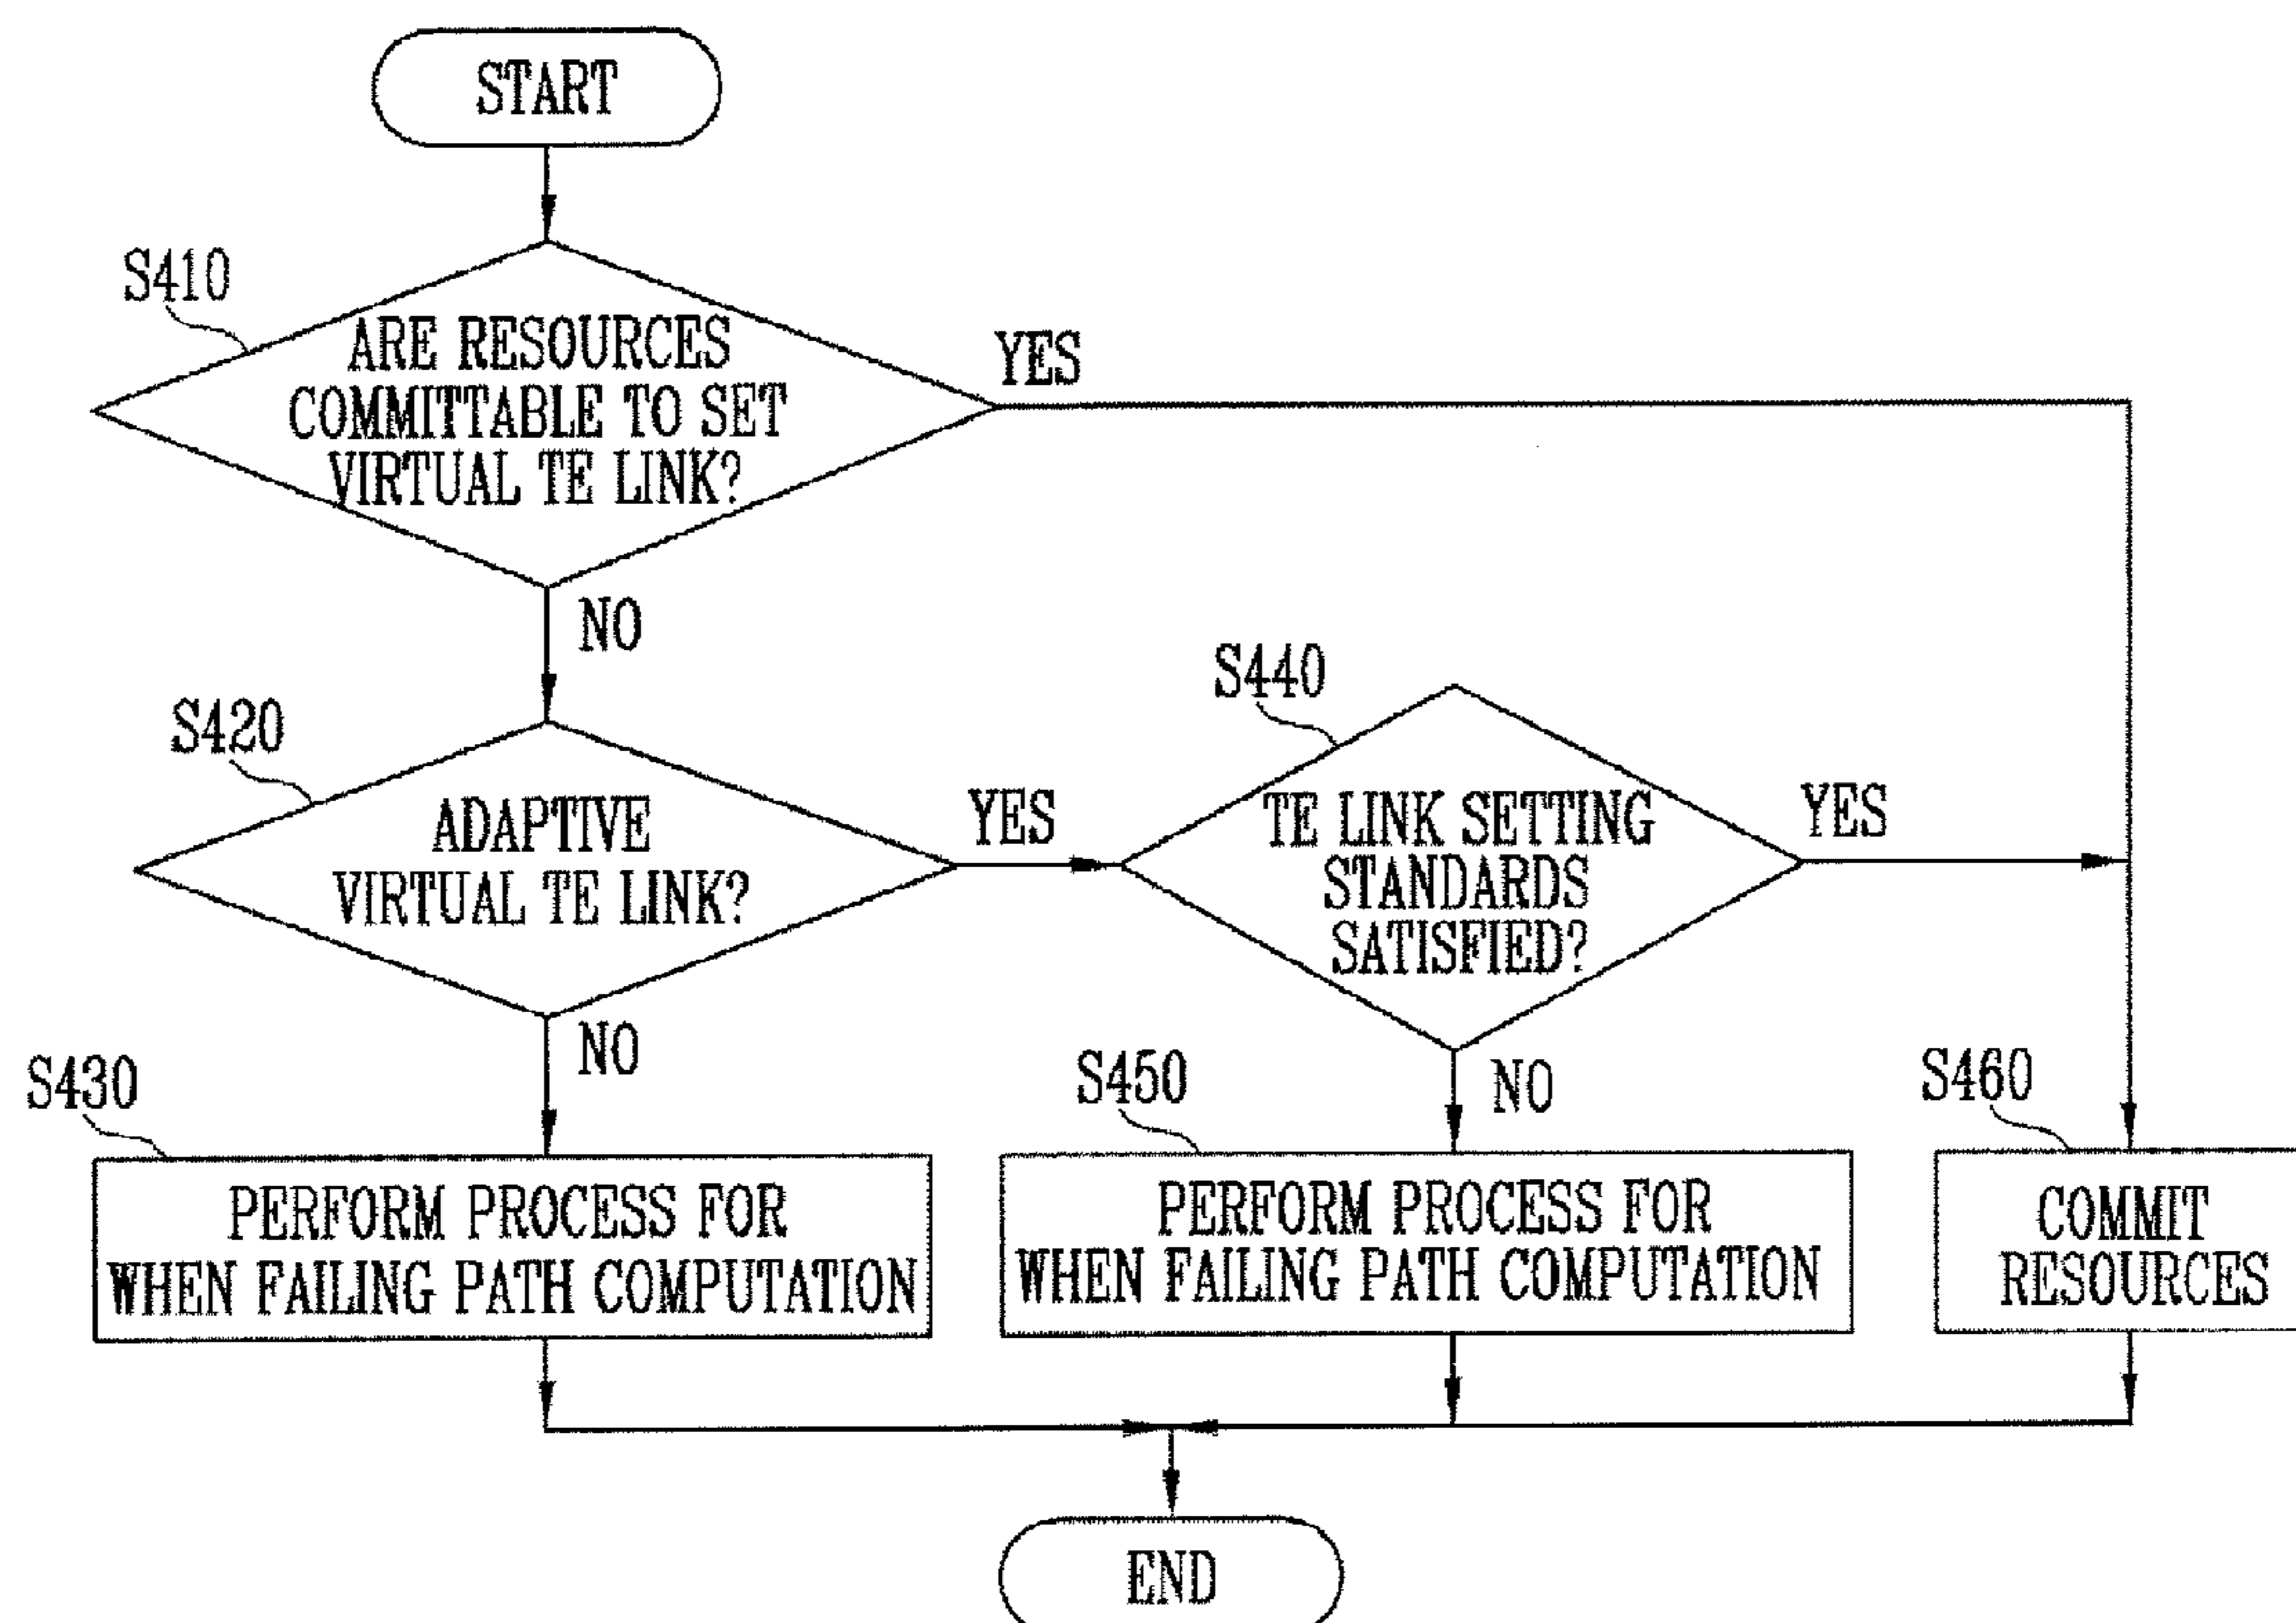 START
S410
ARE RESOURCES
COMMITTABLE TO SET
VIRTUAL TE LINK?
YES
NO
S420
ADAPTIVE
VIRTUAL TE LINK?
YES
NO
S440
TE LINK SETTING
STANDARDS
SATISFIED?
YES
NO
S430
PERFORM PROCESS FOR
WHEN FAILING PATH COMPUTATION
S450
PERFORM PROCESS FOR
WHEN FAILING PATH COMPUTATION
S460
COMMIT
RESOURCES
END